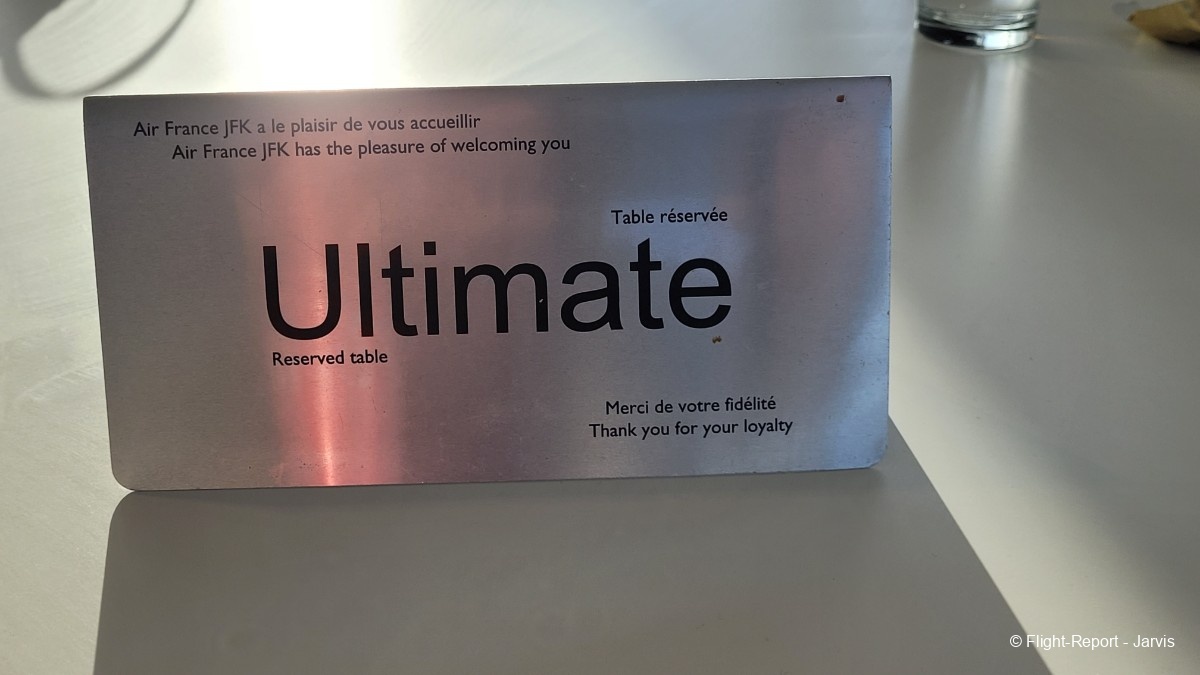 Air France JFK a le plaisir de vous accueillir
Air France JFK has the pleasure of welcoming you
Table réservée
Ultimate
Reserved table
Merci de votre fidélité
Thank you for your loyalty
© Flight-Report - Jarvis